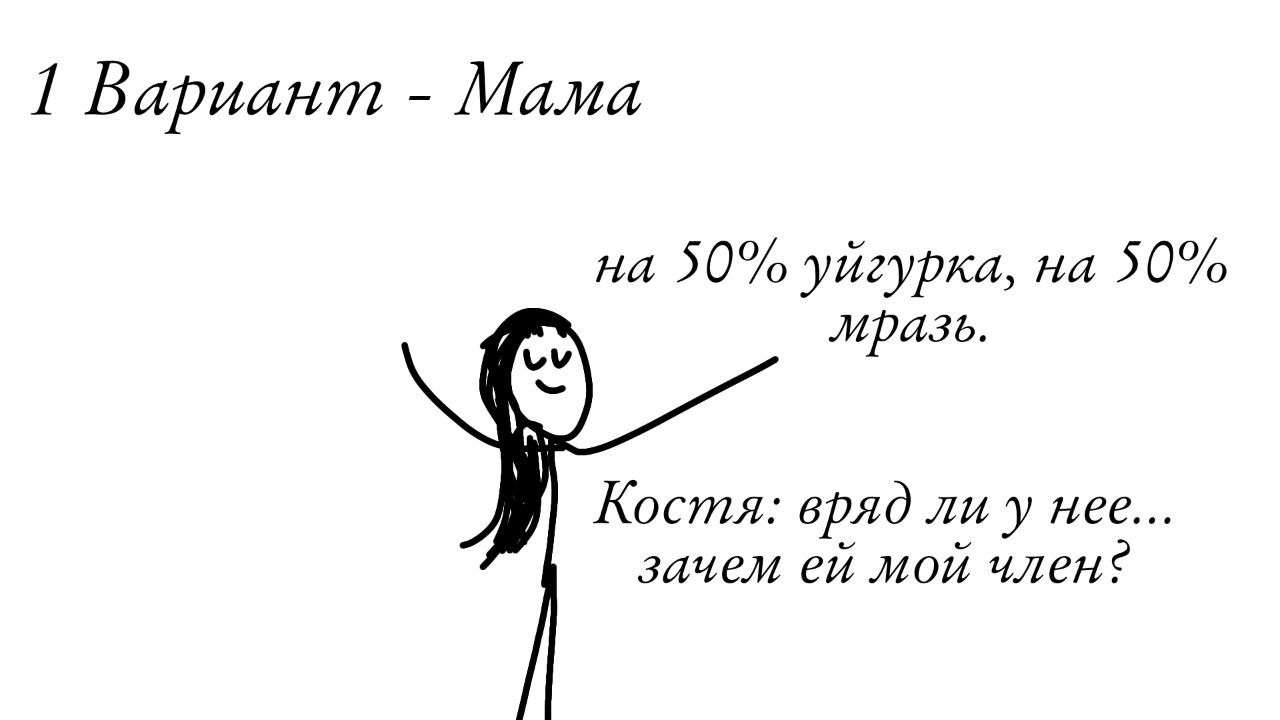 1 Вариант - Мама
на 50% уйгурка, на 50%
мразь.
Костя: вряд ли у нее...
зачем ей мой член?